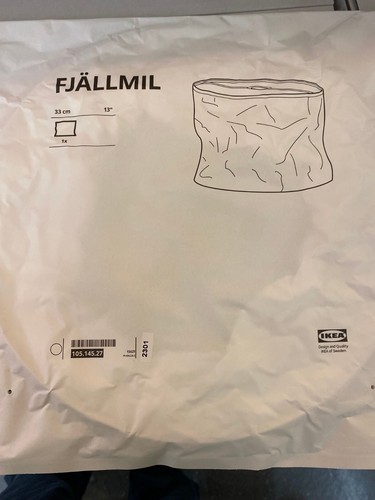 FJÄLLMIL
33 cm 13"
1x
105.145.27
2301
IKEA
Design and Quality
IKEA of Sweden